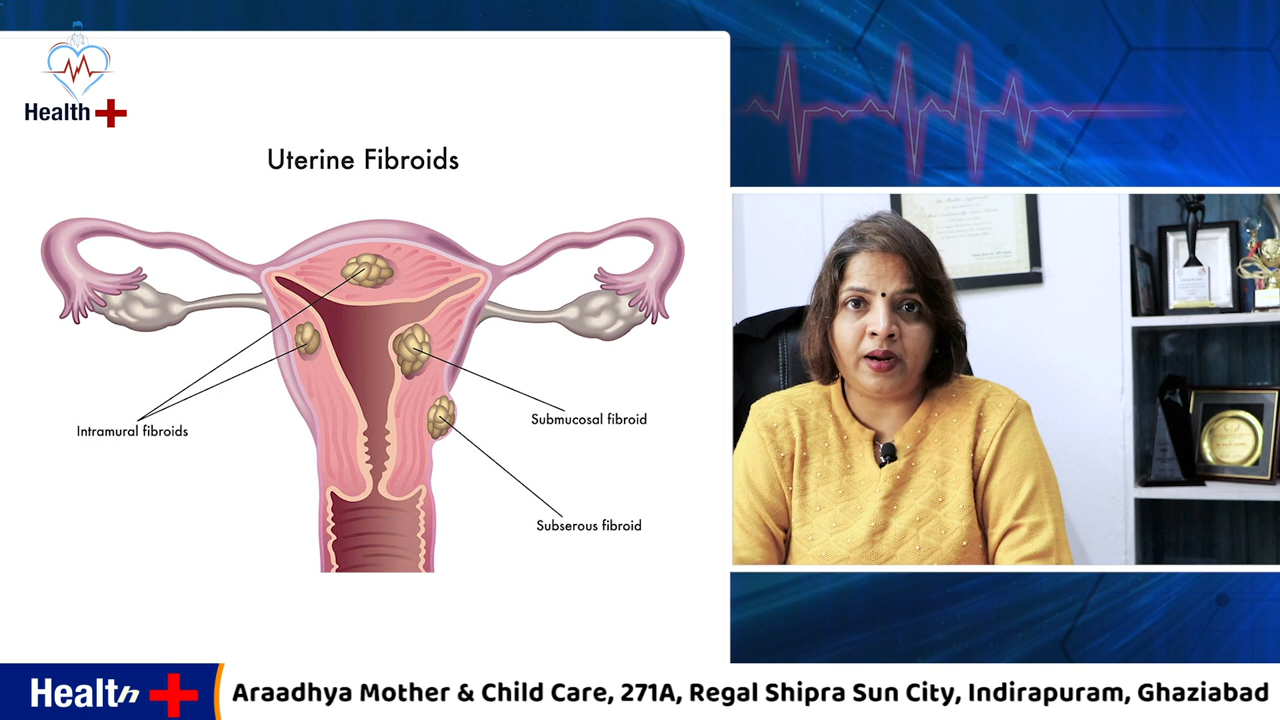 Health
Uterine Fibroids
Intramural fibroids
Submucosal fibroid
Subserous fibroid
Health
Araadhya Mother & Child Care, 271A, Regal Shipra Sun City, Indirapuram, Ghaziabad